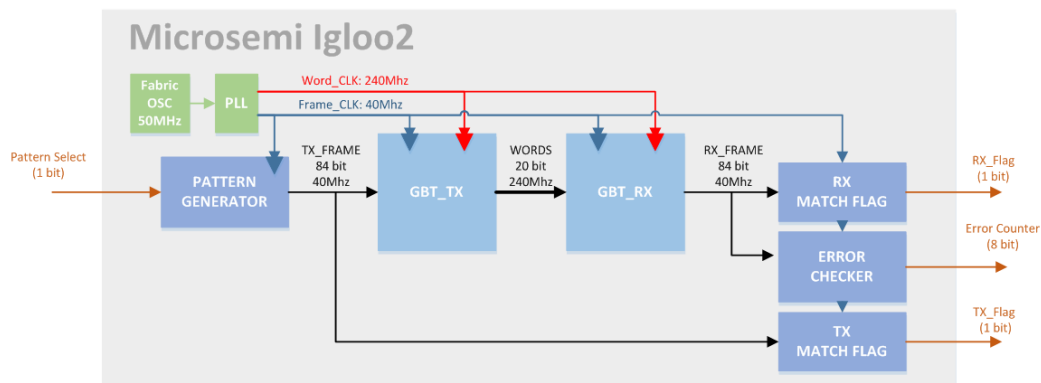 Microsemi Igloo2
Fabric
OSC
50MHz
PLL
Word_CLK: 240Mhz
Frame_CLK: 40Mhz
Pattern Select
(1 bit)
PATTERN
GENERATOR
TX_FRAME
84 bit
40Mhz
GBT_TX
WORDS
20 bit
240Mhz
GBT_RX
RX_FRAME
84 bit
40Mhz
RX
MATCH FLAG
RX_Flag
(1 bit)
ERROR
CHECKER
Error Counter
(8 bit)
TX
MATCH FLAG
TX_Flag
(1 bit)